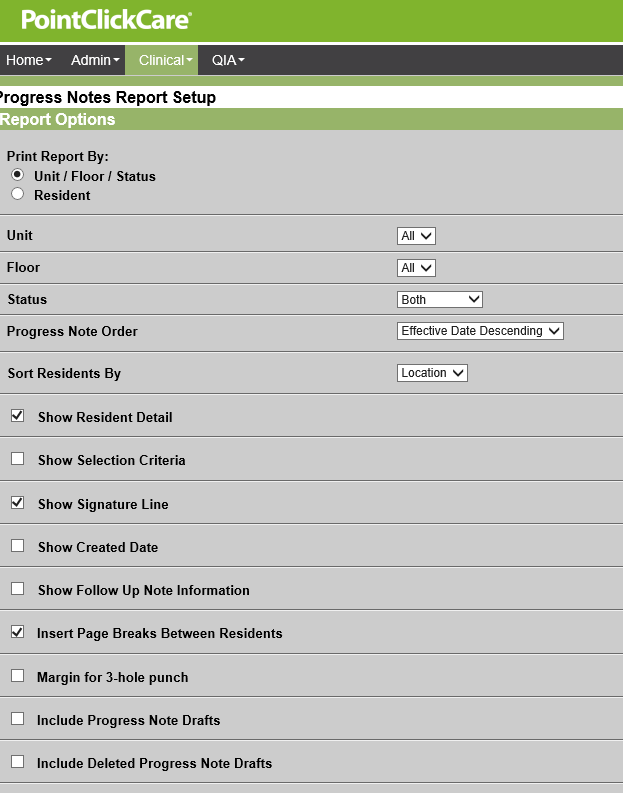 PointClickCare
Home Admin Clinical QIA
Progress Notes Report Setup
Report Options
Print Report By:
Unit / Floor / Status
Resident
Unit All
Floor All
Status Both
Progress Note Order Effective Date Descending
Sort Residents By Location
Show Resident Detail
Show Selection Criteria
Show Signature Line
Show Created Date
Show Follow Up Note Information
Insert Page Breaks Between Residents
Margin for 3-hole punch
Include Progress Note Drafts
Include Deleted Progress Note Drafts